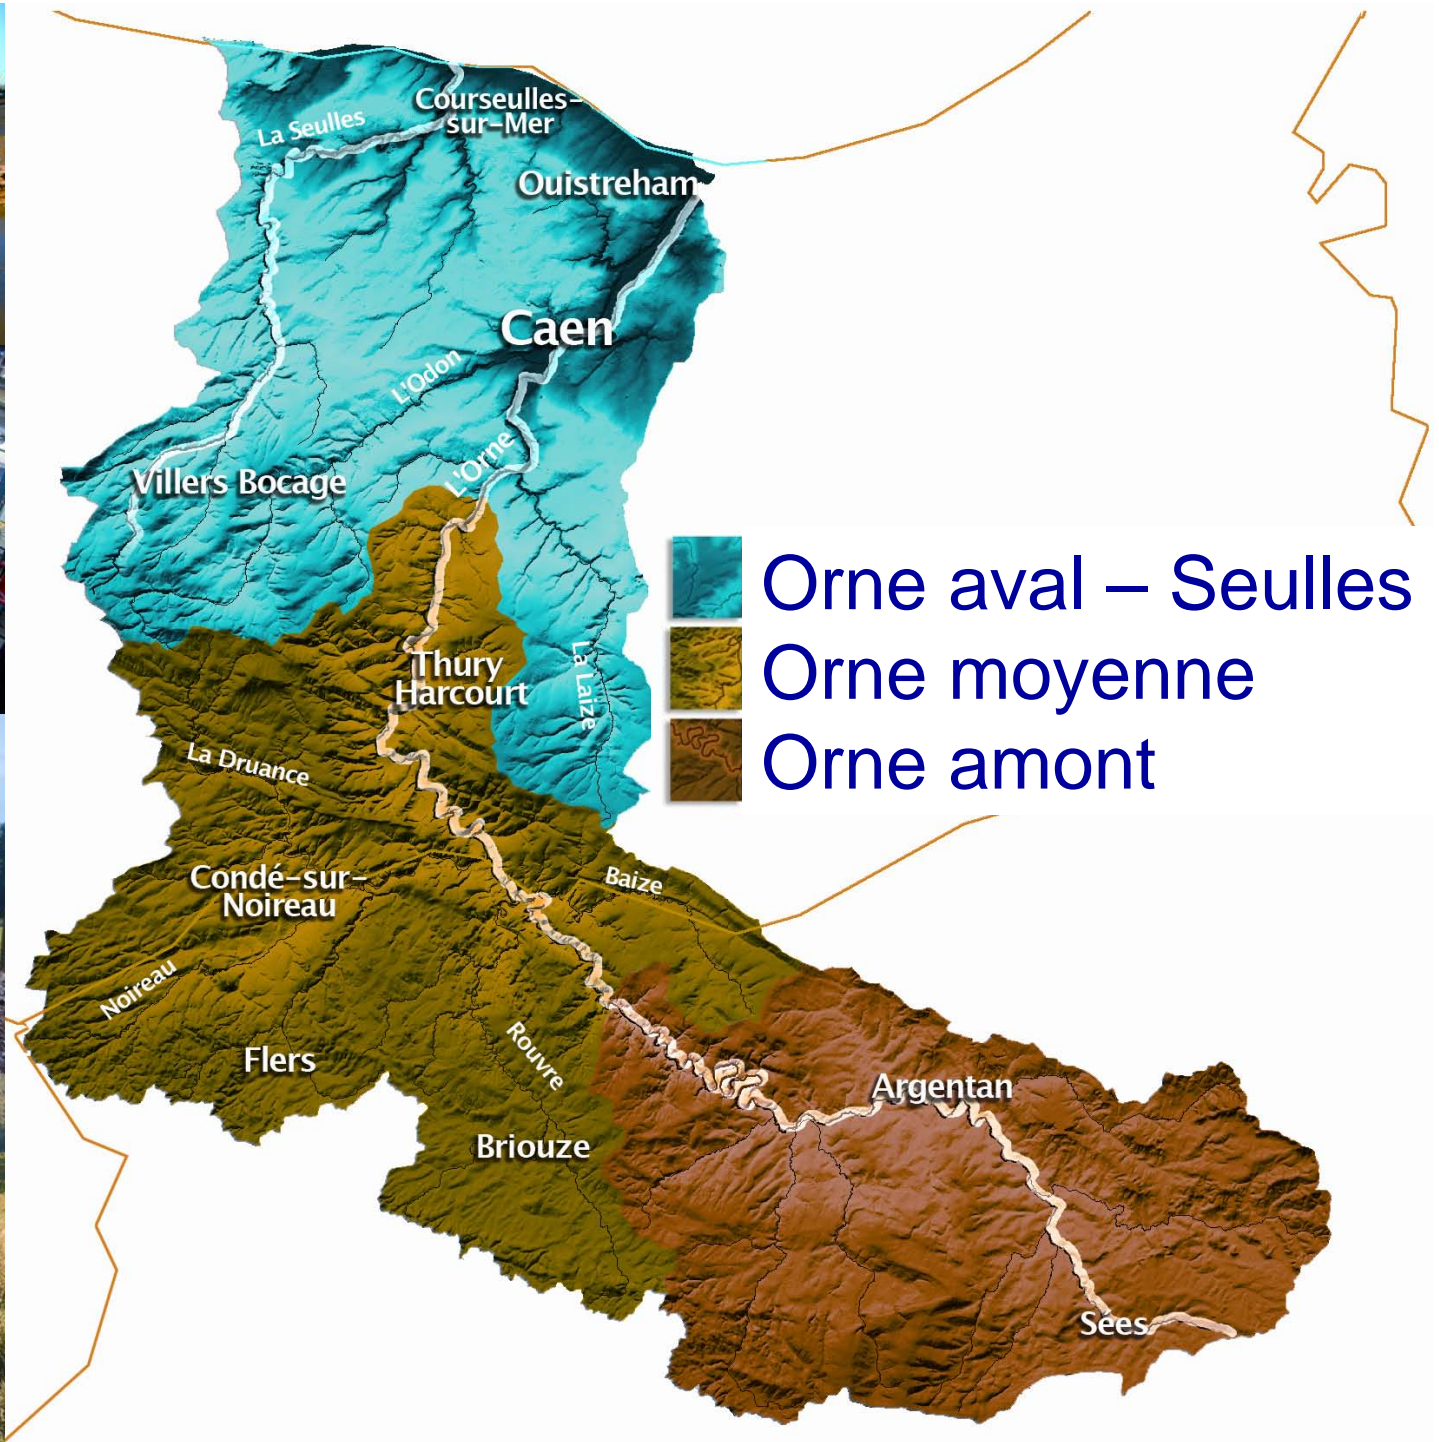 Courseulles-
sur-Mer
La Seulles
Ouistreham
Caen
L'Odon
L'Orne
Villers Bocage
Orne aval – Seulles
Orne moyenne
Orne amont
Thury
Harcourt
La Laize
La Druance
Condé-sur-
Noireau
Baize
Noireau
Rouvre
Flers
Argentan
Briouze
Sées